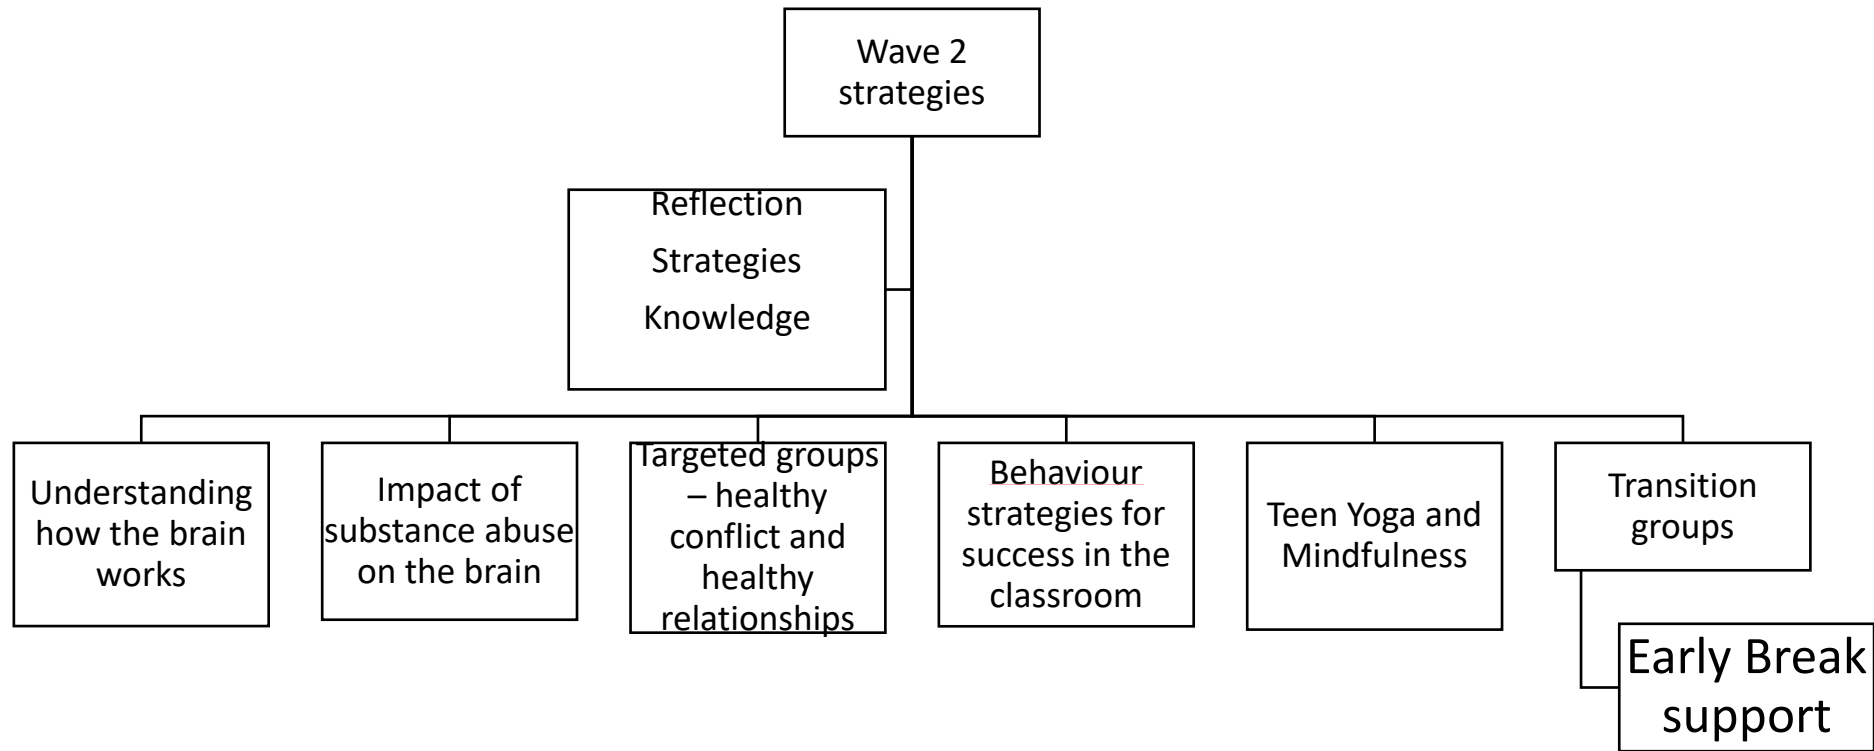 Wave 2
strategies
Reflection
Strategies
Knowledge
Understanding
how the brain
works
Impact of
substance abuse
on the brain
Targeted groups
– healthy
conflict and
healthy
relationships
Behaviour
strategies for
success in the
classroom
Teen Yoga and
Mindfulness
Transition
groups
Early Break
support